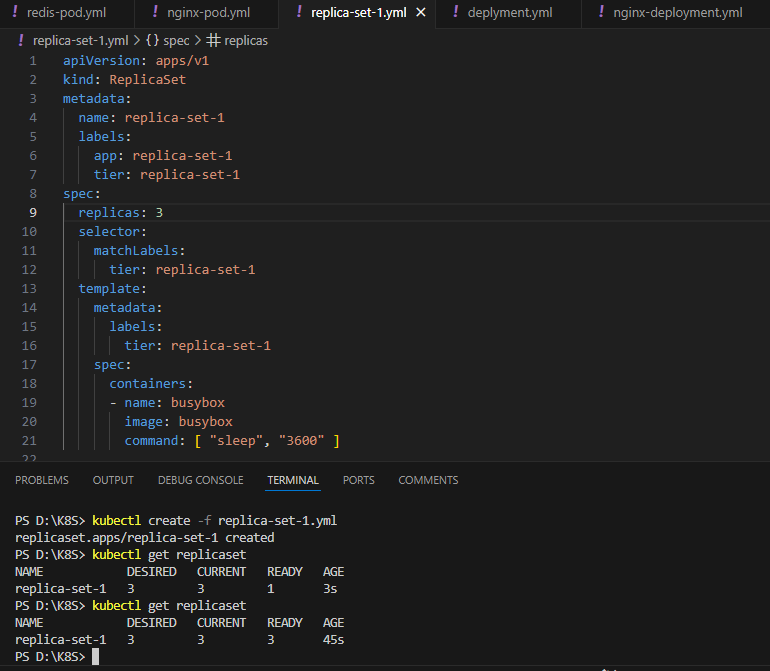 redis-pod.yml nginx-pod.yml replica-set-1.yml deplyment.yml nginx-deployment.yml
replica-set-1.yml > {} spec > replicas
1 apiVersion: apps/v1
2 kind: ReplicaSet
3 metadata:
4 name: replica-set-1
5 labels:
6 app: replica-set-1
7 tier: replica-set-1
8 spec:
9 replicas: 3
10 selector:
11 matchLabels:
12 tier: replica-set-1
13 template:
14 metadata:
15 labels:
16 tier: replica-set-1
17 spec:
18 containers:
19 - name: busybox
20 image: busybox
21 command: [ "sleep", "3600" ]
22
PROBLEMS OUTPUT DEBUG CONSOLE TERMINAL PORTS COMMENTS
PS D:\K8S> kubectl create -f replica-set-1.yml
replicaset.apps/replica-set-1 created
PS D:\K8S> kubectl get replicaset
NAME DESIRED CURRENT READY AGE
replica-set-1 3 3 1 3s
PS D:\K8S> kubectl get replicaset
NAME DESIRED CURRENT READY AGE
replica-set-1 3 3 3 45s
PS D:\K8S>